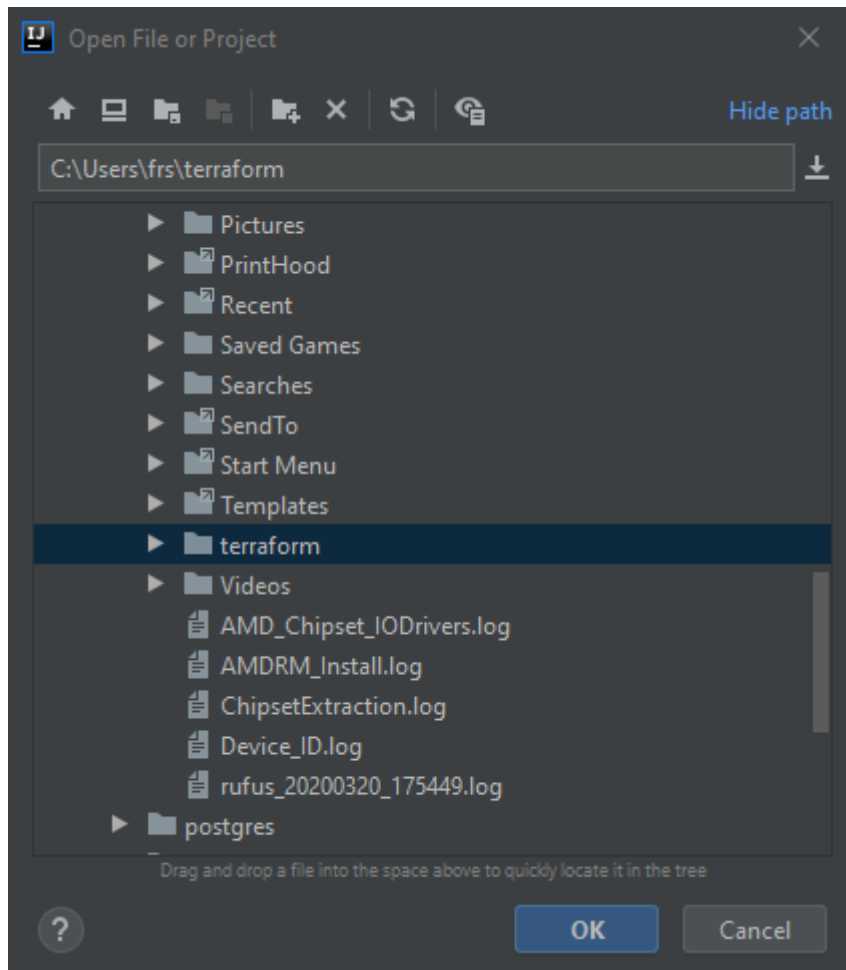 IJ Open File or Project
Hide path
C:\Users\frs\terraform
Pictures
PrintHood
Recent
Saved Games
Searches
SendTo
Start Menu
Templates
terraform
Videos
AMD_Chipset_IODrivers.log
AMDRM_Install.log
ChipsetExtraction.log
Device_ID.log
rufus_20200320_175449.log
postgres
Drag and drop a file into the space above to quickly locate it in the tree
? OK Cancel